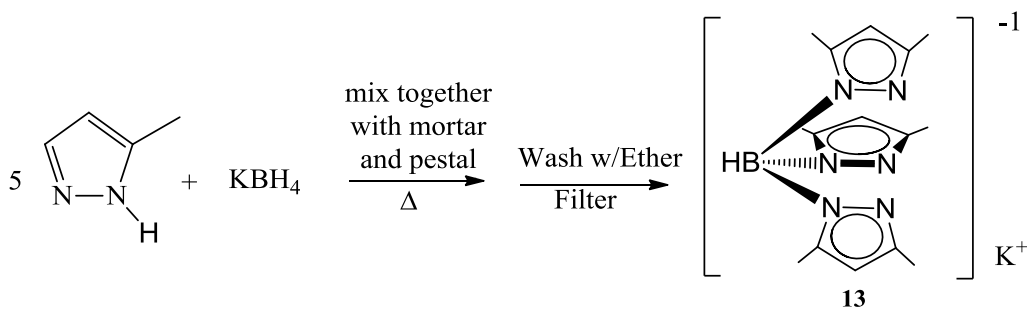 5
N
N
H
+
KBH4
mix together
with mortar
and pestal
Δ
Wash w/Ether
Filter
-1
N
N
HB
N
N
N
N
K+
13